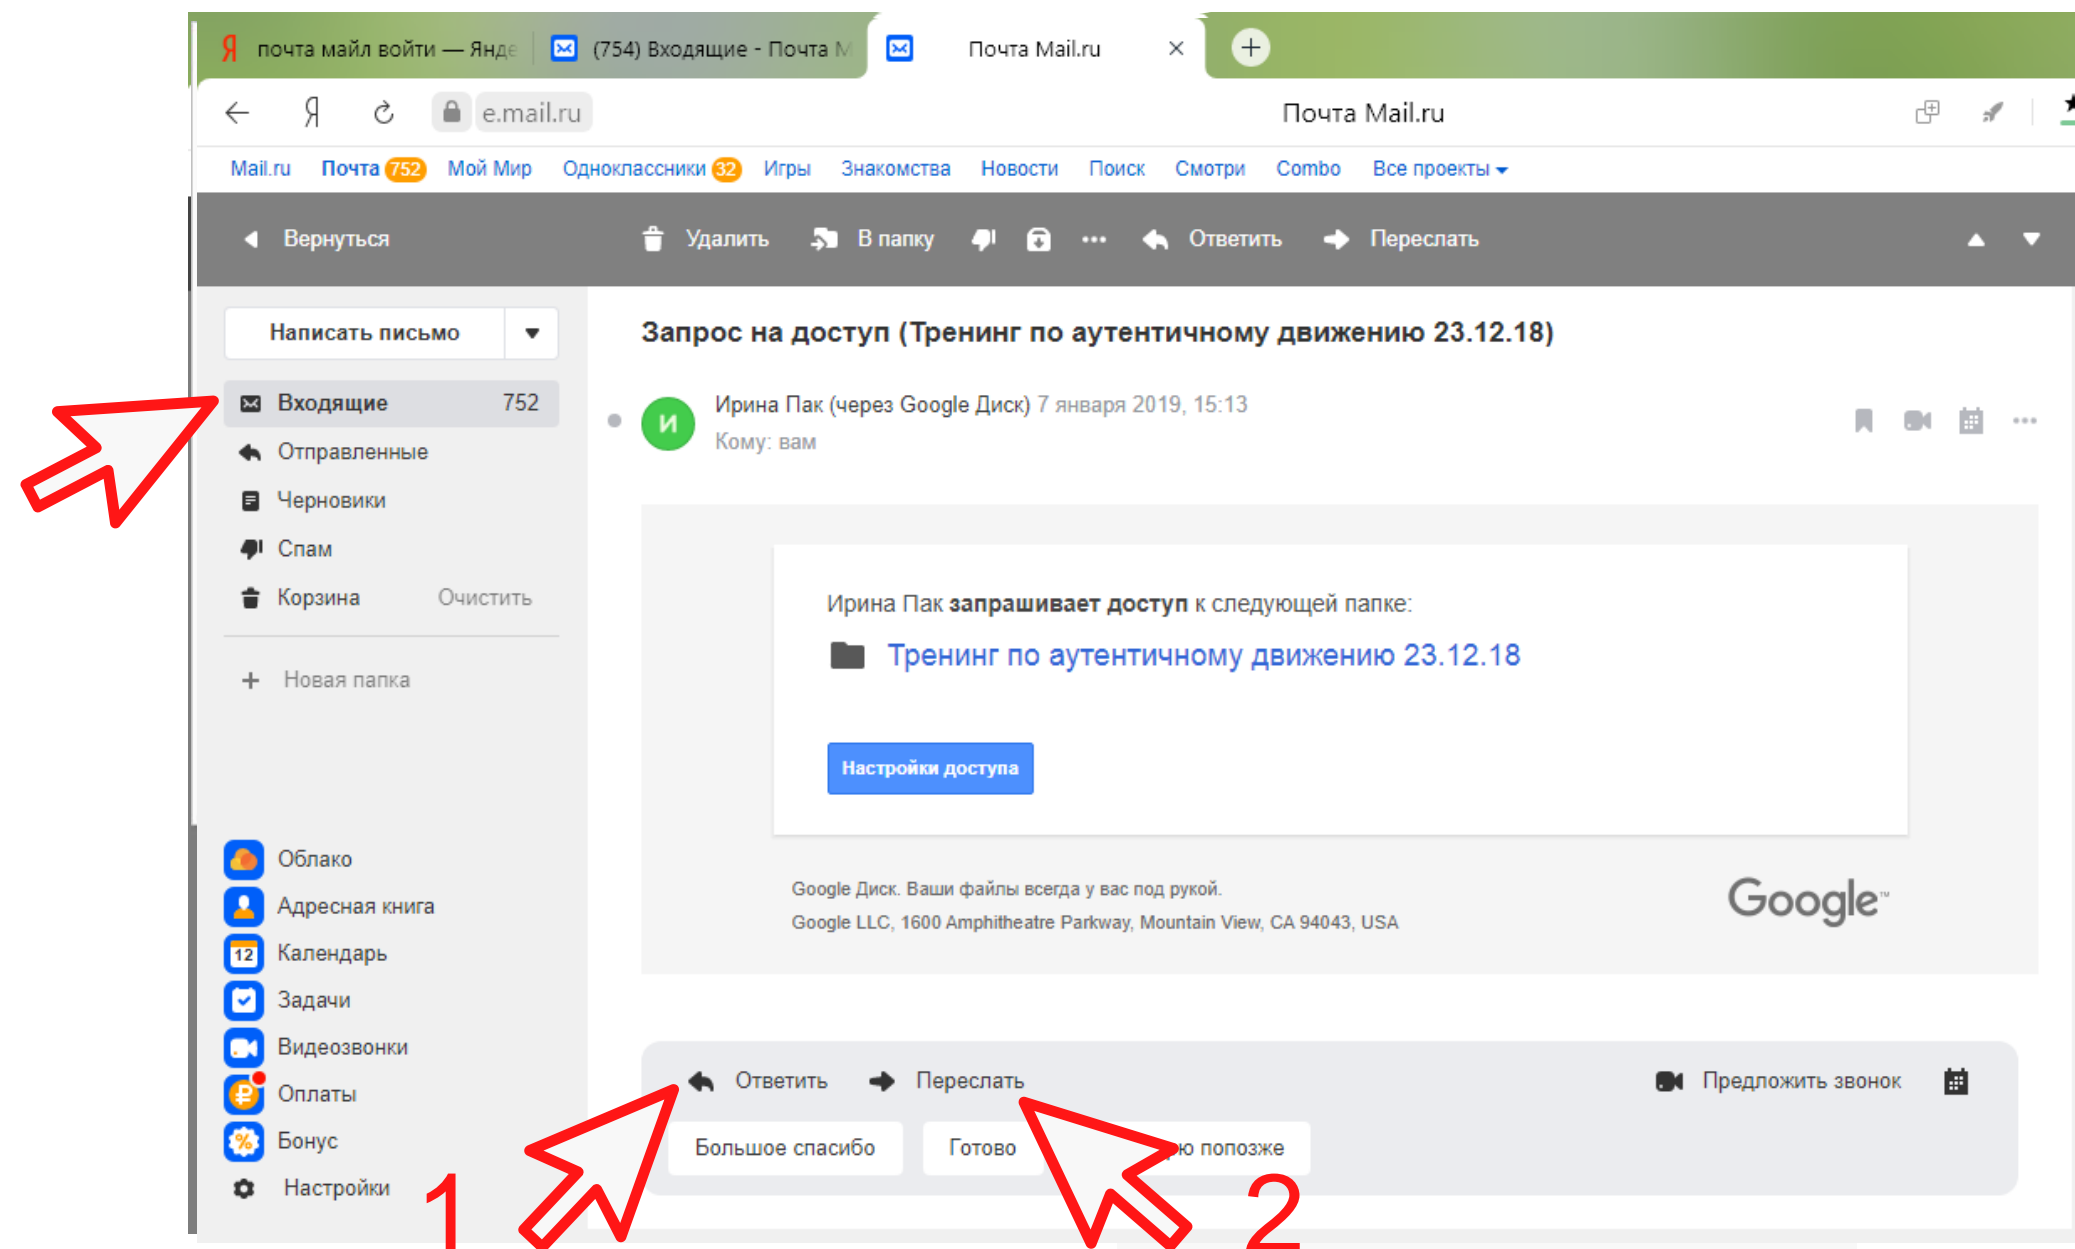 Я почта майл войти — Янде (754) Входящие - Почта М Почта Mail.ru
Я e.mail.ru Почта Mail.ru
Mail.ru Почта 752 Мой Мир Одноклассники 32 Игры Знакомства Новости Поиск Смотри Combo Все проекты
Вернуться Удалить В папку Ответить Переслать
Написать письмо
Запрос на доступ (Тренинг по аутентичному движению 23.12.18)
Входящие 752
Отправленные
Черновики
Спам
Корзина Очистить
Новая папка
И
Ирина Пак (через Google Диск) 7 января 2019, 15:13
Кому: вам
Ирина Пак запрашивает доступ к следующей папке:
Тренинг по аутентичному движению 23.12.18
Настройки доступа
Google Диск. Ваши файлы всегда у вас под рукой.
Google LLC, 1600 Amphitheatre Parkway, Mountain View, CA 94043, USA
Google™
Облако
Адресная книга
12 Календарь
Задачи
Видеозвонки
Оплаты
Бонус
Настройки
Ответить Переслать Предложить звонок
Большое спасибо Готово попозже
1 2